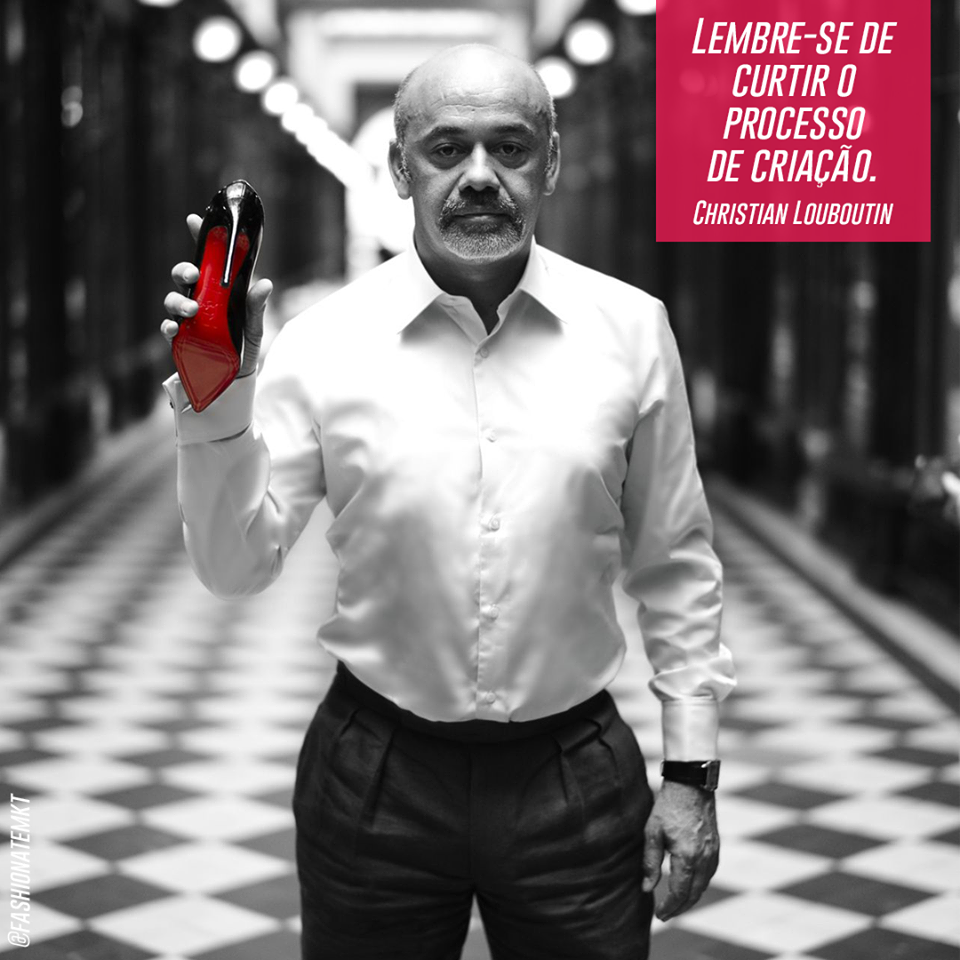 LEMBRE-SE DE
CURTIR O
PROCESSO
DE CRIAÇÃO.
CHRISTIAN LOUBOUTIN
@FASHIONATEMKT